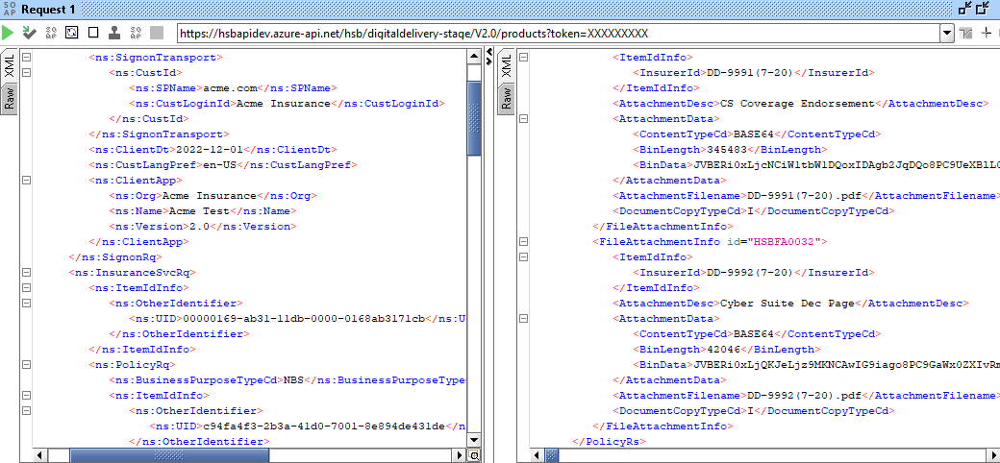 SO AP Request 1
https://hsbapidev.azure-api.net/hsb/digitaldelivery-stage/V2.0/products?token=XXXXXXXXX
XML
Raw
<ns:SignonTransport>
<ns:CustId>
<ns:SPName>acme.com</ns:SPName>
<ns:CustLoginId>Acme Insurance</ns:CustLoginId>
</ns:CustId>
</ns:SignonTransport>
<ns:ClientDt>2022-12-01</ns:ClientDt>
<ns:CustLangPref>en-US</ns:CustLangPref>
<ns:ClientApp>
<ns:Org>Acme Insurance</ns:Org>
<ns:Name>Acme Test</ns:Name>
<ns:Version>2.0</ns:Version>
</ns:ClientApp>
</ns:SignonRq>
<ns:InsuranceSvcRq>
<ns:ItemIdInfo>
<ns:OtherIdentifier>
<ns:UID>00000169-ab31-11db-0000-0168ab3171cb</ns:U
</ns:OtherIdentifier>
</ns:ItemIdInfo>
<ns:PolicyRq>
<ns:BusinessPurposeTypeCd>NBS</ns:BusinessPurposeType
<ns:ItemIdInfo>
<ns:OtherIdentifier>
<ns:UID>c94fa4f3-2b3a-41d0-7001-8e894de431de</n
</ns:OtherIdentifier>
XML
Raw
<ItemIdInfo>
<InsurerId>DD-9991(7-20)</InsurerId>
</ItemIdInfo>
<AttachmentDesc>CS Coverage Endorsement</AttachmentDesc>
<AttachmentData>
<ContentTypeCd>BASE64</ContentTypeCd>
<BinLength>345483</BinLength>
<BinData>JVBERi0xLjcNCiW1tbW1DQoxIDAgb2JqDQo8PC9UeXBlL0
</AttachmentData>
<AttachmentFilename>DD-9991(7-20).pdf</AttachmentFilename>
<DocumentCopyTypeCd>I</DocumentCopyTypeCd>
</FileAttachmentInfo>
<FileAttachmentInfo id="HSBFA0032">
<ItemIdInfo>
<InsurerId>DD-9992(7-20)</InsurerId>
</ItemIdInfo>
<AttachmentDesc>Cyber Suite Dec Page</AttachmentDesc>
<AttachmentData>
<ContentTypeCd>BASE64</ContentTypeCd>
<BinLength>42046</BinLength>
<BinData>JVBERi0xLjQKJeLjz9MKNCAwIG9iago8PC9GaWx0ZXIvRm
</AttachmentData>
<AttachmentFilename>DD-9992(7-20).pdf</AttachmentFilename>
<DocumentCopyTypeCd>I</DocumentCopyTypeCd>
</FileAttachmentInfo>
</PolicyRs>